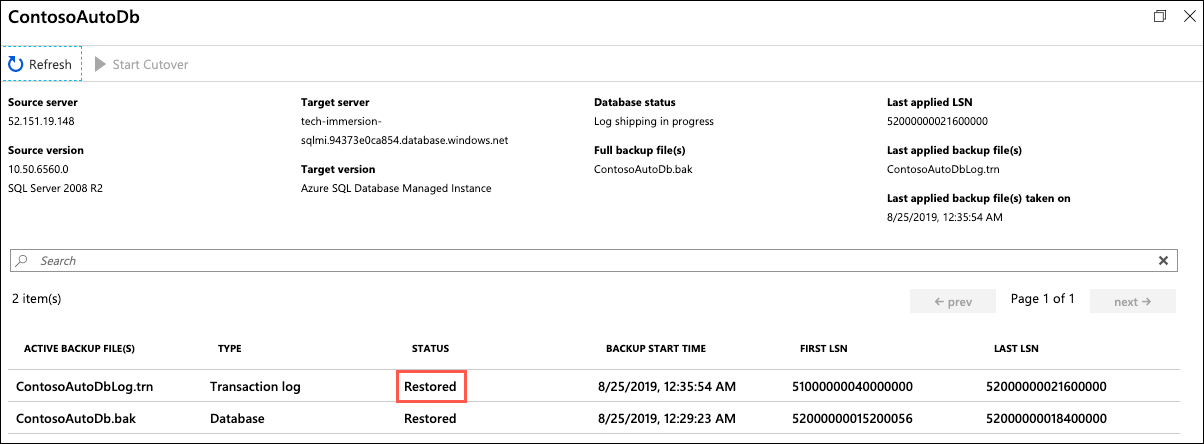 ContosoAutoDb
Refresh
Start Cutover
Source server
52.151.19.148
Source version
10.50.6560.0
SQL Server 2008 R2
Target server
tech-immersion-
sqlmi.94373e0ca854.database.windows.net
Target version
Azure SQL Database Managed Instance
Database status
Log shipping in progress
Full backup file(s)
ContosoAutoDb.bak
Last applied LSN
52000000021600000
Last applied backup file(s)
ContosoAutoDbLog.trn
Last applied backup file(s) taken on
8/25/2019, 12:35:54 AM
Search
2 item(s)
← prev Page 1 of 1 next →
ACTIVE BACKUP FILE(S) TYPE STATUS BACKUP START TIME FIRST LSN LAST LSN
ContosoAutoDbLog.trn Transaction log Restored 8/25/2019, 12:35:54 AM 51000000040000000 52000000021600000
ContosoAutoDb.bak Database Restored 8/25/2019, 12:29:23 AM 52000000015200056 52000000018400000